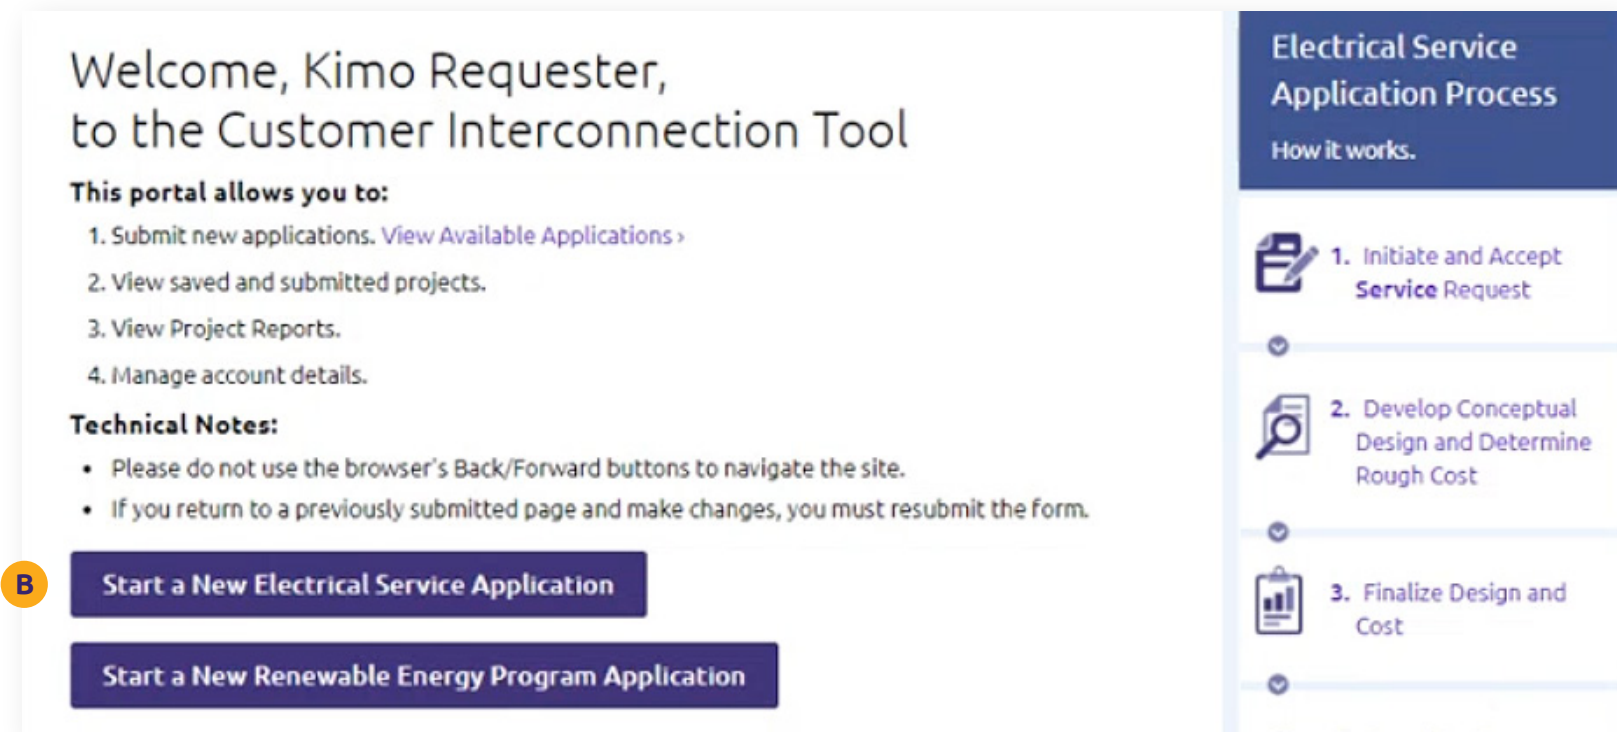 Welcome, Kimo Requester,
to the Customer Interconnection Tool
This portal allows you to:
1. Submit new applications. View Available Applications ›
2. View saved and submitted projects.
3. View Project Reports.
4. Manage account details.
Technical Notes:
• Please do not use the browser's Back/Forward buttons to navigate the site.
• If you return to a previously submitted page and make changes, you must resubmit the form.
B
Start a New Electrical Service Application
Start a New Renewable Energy Program Application
Electrical Service
Application Process
How it works.
1. Initiate and Accept
Service Request
2. Develop Conceptual
Design and Determine
Rough Cost
3. Finalize Design and
Cost